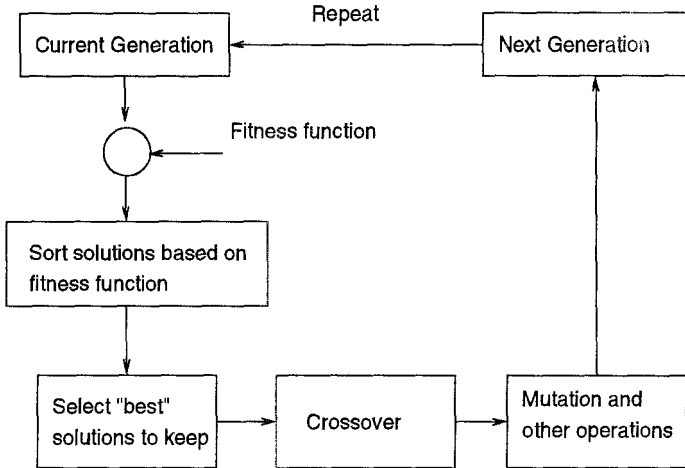 Repeat
Current Generation
Next Generation
Fitness function
Sort solutions based on
fitness function
Select "best"
solutions to keep
Crossover
Mutation and
other operations